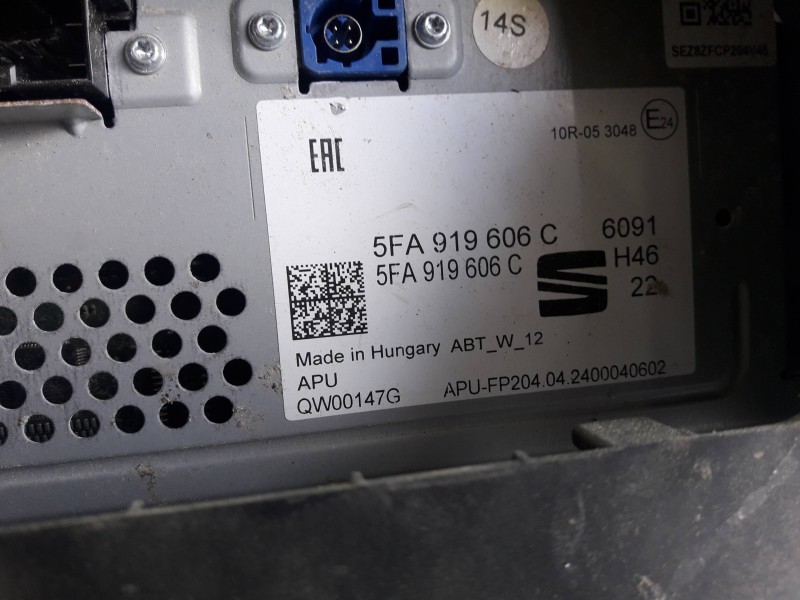 14S
SEZ8ZFCP204V45
EAC
10R-05 3048 E24
5FA 919 606 C 6091
5FA 919 606 C H46
22
Made in Hungary ABT_W_12
APU
QW00147G APU-FP204.04.2400040602